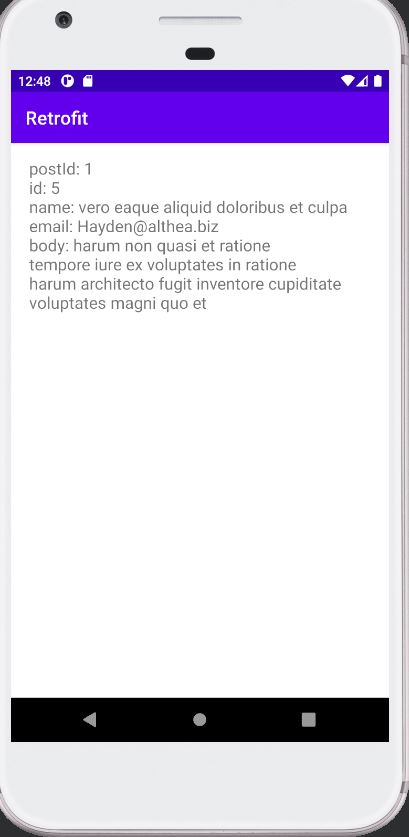 12:48
Retrofit
postId: 1
id: 5
name: vero eaque aliquid doloribus et culpa
email: Hayden@althea.biz
body: harum non quasi et ratione
tempore iure ex voluptates in ratione
harum architecto fugit inventore cupiditate
voluptates magni quo et